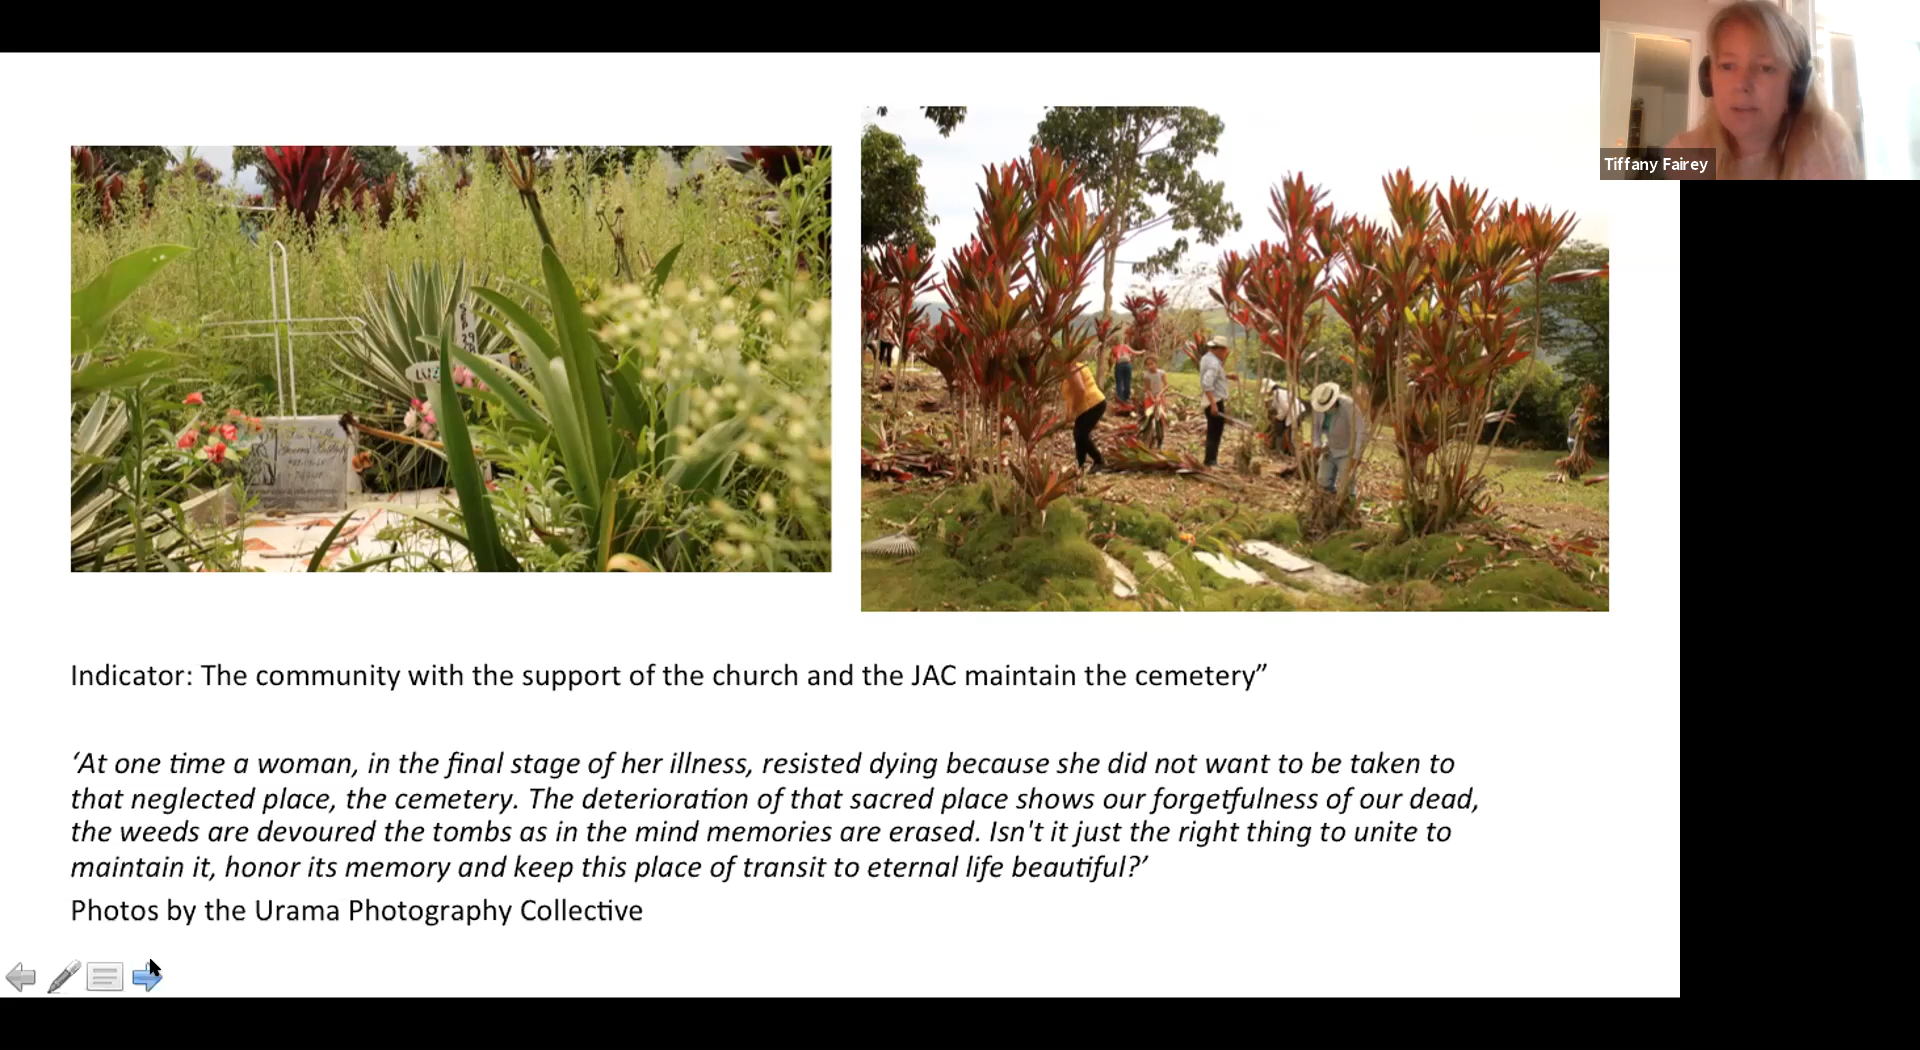 Tiffany Fairey
Indicator: The community with the support of the church and the JAC maintain the cemetery”
‘At one time a woman, in the final stage of her illness, resisted dying because she did not want to be taken to
that neglected place, the cemetery. The deterioration of that sacred place shows our forgetfulness of our dead,
the weeds are devoured the tombs as in the mind memories are erased. Isn't it just the right thing to unite to
maintain it, honor its memory and keep this place of transit to eternal life beautiful?’
Photos by the Urama Photography Collective